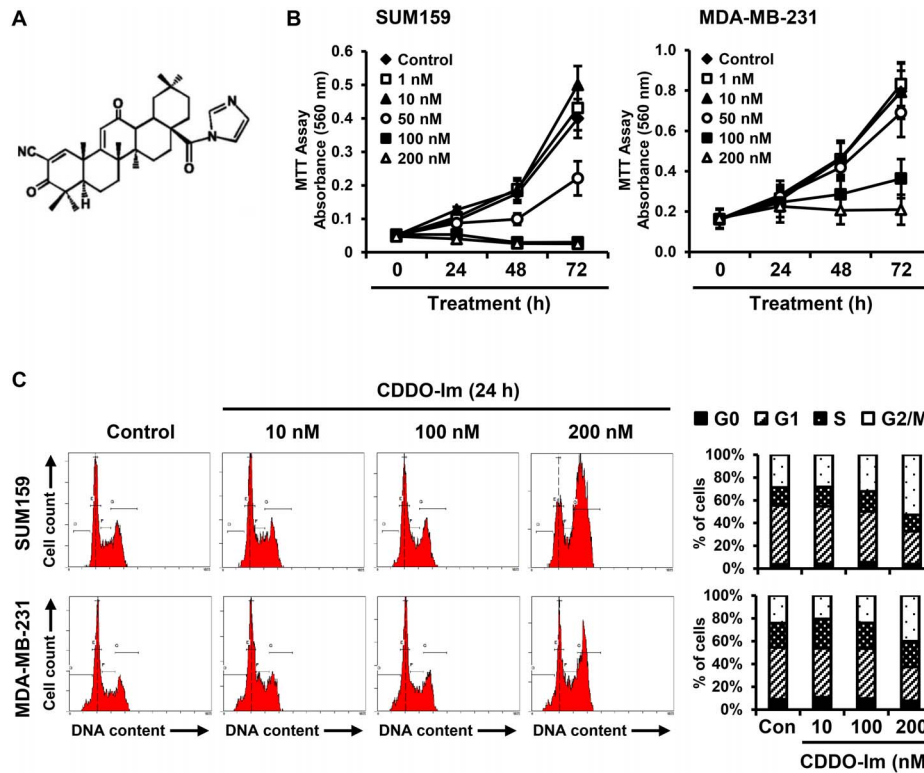 A
NC
O
O
H
O
N
N
B
SUM159
MTT Assay
Absorbance (560 nm)
0.6
0.5
0.4
0.3
0.2
0.1
0
Control
1 nM
10 nM
50 nM
100 nM
200 nM
0 24 48 72
Treatment (h)
MDA-MB-231
MTT Assay
Absorbance (560 nm)
1.0
0.8
0.6
0.4
0.2
0.0
Control
1 nM
10 nM
50 nM
100 nM
200 nM
0 24 48 72
Treatment (h)
C
CDDO-Im (24 h)
Control 10 nM 100 nM 200 nM
SUM159
Cell count
MDA-MB-231
Cell count
DNA content DNA content DNA content DNA content
G0 G1 S G2/M
% of cells
100%
80%
60%
40%
20%
0%
% of cells
100%
80%
60%
40%
20%
0%
Con 10 100 200
CDDO-Im (nM